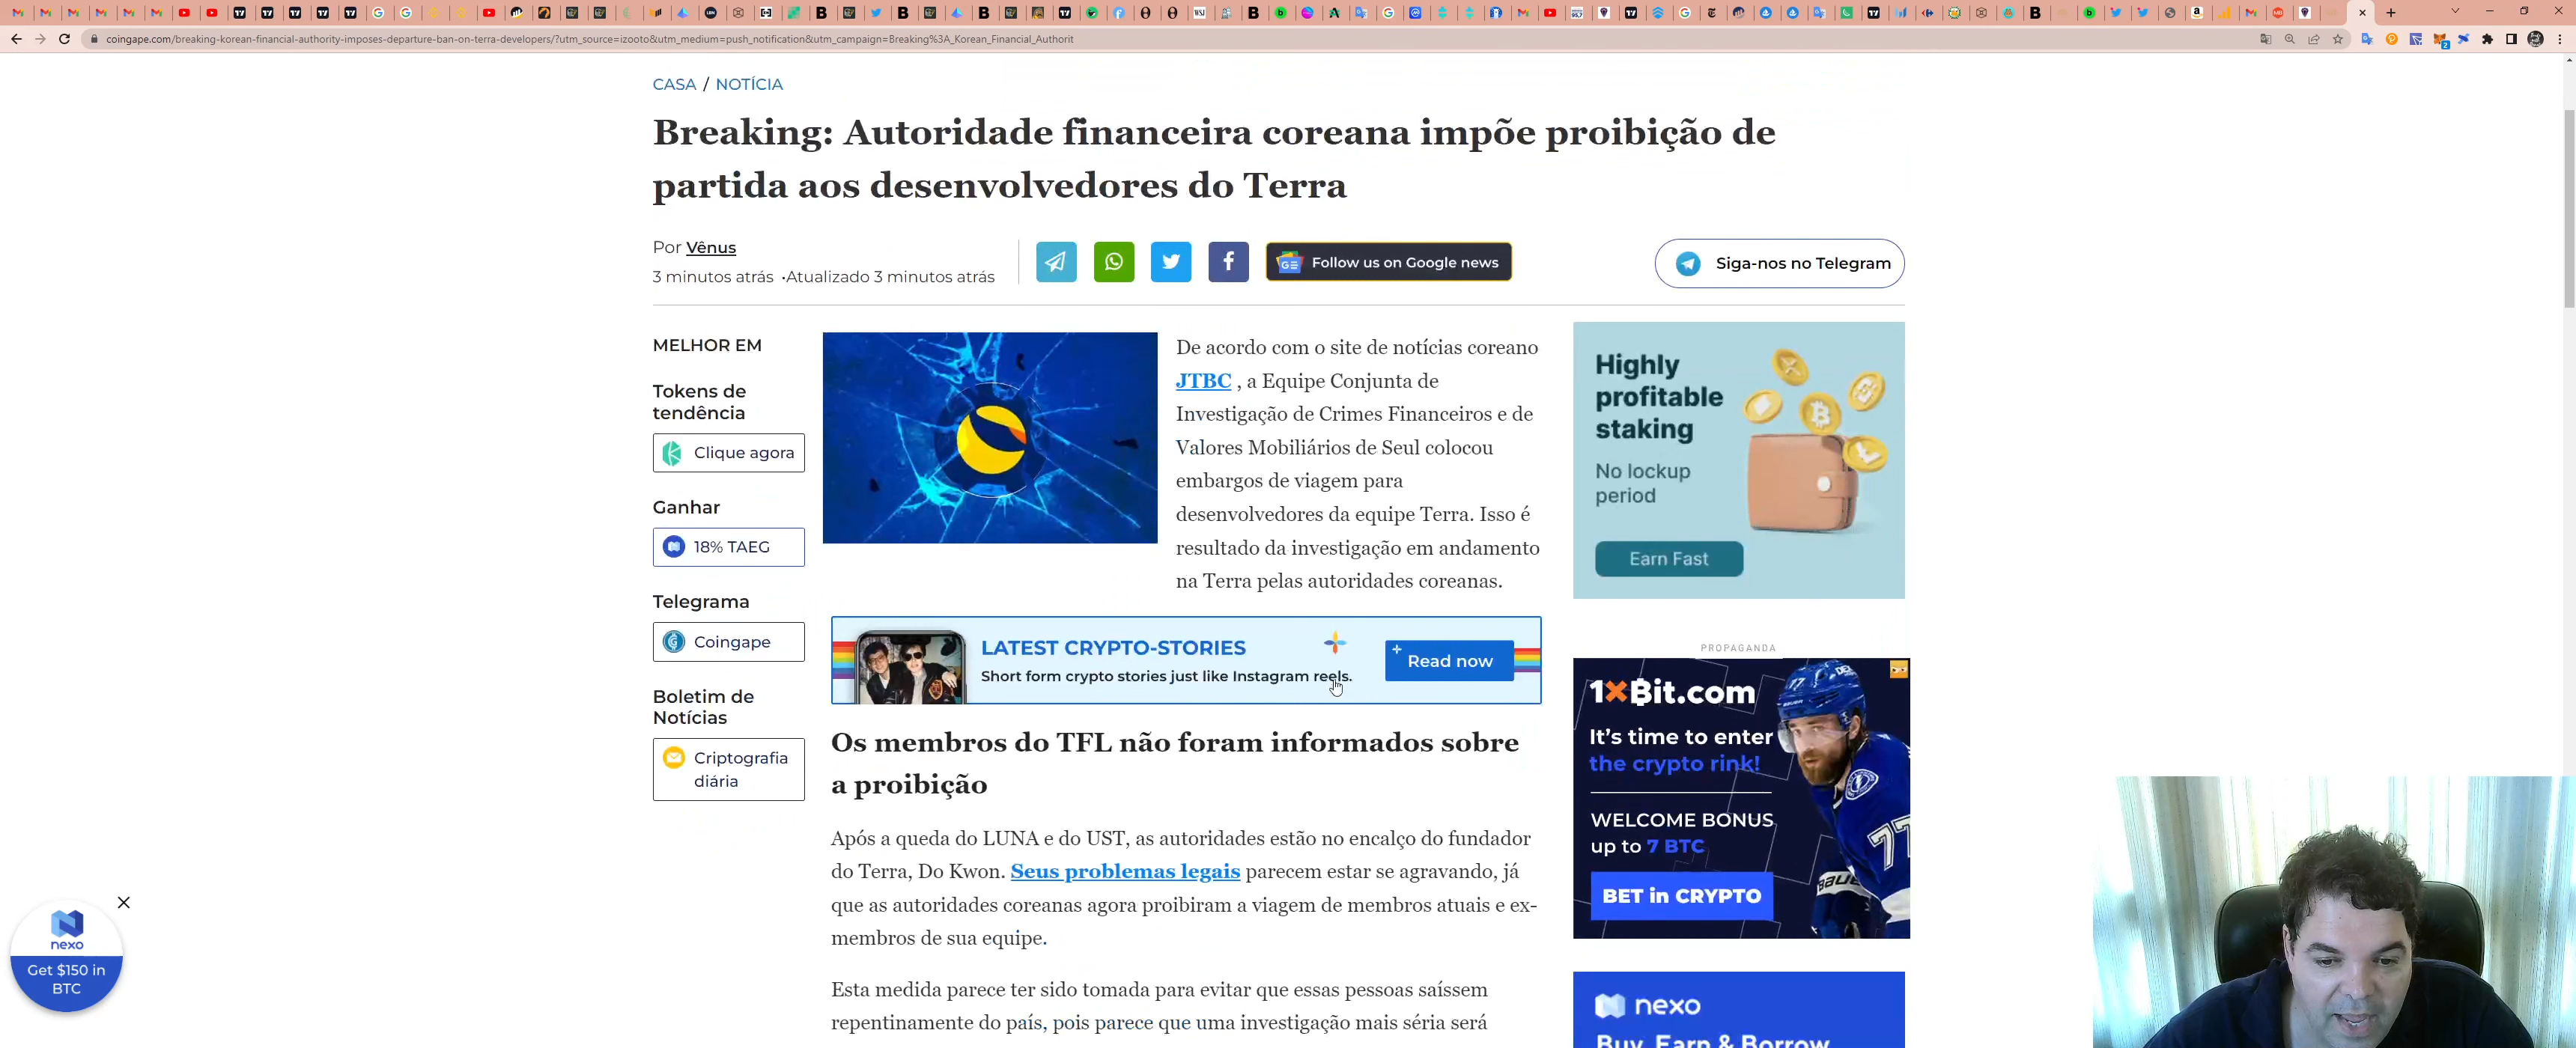 coingape.com/breaking-korean-financial-authority-imposes-departure-ban-on-terra-developers/?utm_source=izooto&utm_medium=push_notification&utm_campaign=Breaking%3A_Korean_Financial_Authorit
CASA / NOTÍCIA
Breaking: Autoridade financeira coreana impõe proibição de
partida aos desenvolvedores do Terra
Por Vênus
3 minutos atrás •Atualizado 3 minutos atrás
Follow us on Google news
Siga-nos no Telegram
MELHOR EM
Tokens de
tendência
Clique agora
Ganhar
18% TAEG
Telegrama
Coingape
Boletim de
Notícias
Criptografia
diária
De acordo com o site de notícias coreano
JTBC , a Equipe Conjunta de
Investigação de Crimes Financeiros e de
Valores Mobiliários de Seul colocou
embargos de viagem para
desenvolvedores da equipe Terra. Isso é
resultado da investigação em andamento
na Terra pelas autoridades coreanas.
LATEST CRYPTO-STORIES
Short form crypto stories just like Instagram reels.
Read now
Os membros do TFL não foram informados sobre
a proibição
Após a queda do LUNA e do UST, as autoridades estão no encalço do fundador
do Terra, Do Kwon. Seus problemas legais parecem estar se agravando, já
que as autoridades coreanas agora proibiram a viagem de membros atuais e ex-
membros de sua equipe.
Esta medida parece ter sido tomada para evitar que essas pessoas saíssem
repentinamente do país, pois parece que uma investigação mais séria será
Highly
profitable
staking
No lockup
period
Earn Fast
PROPAGANDA
1XBit.com
It's time to enter
the crypto rink!
WELCOME BONUS
up to 7 BTC
BET in CRYPTO
77
nexo
Buy, Earn & Borrow
nexo
Get $150 in
BTC